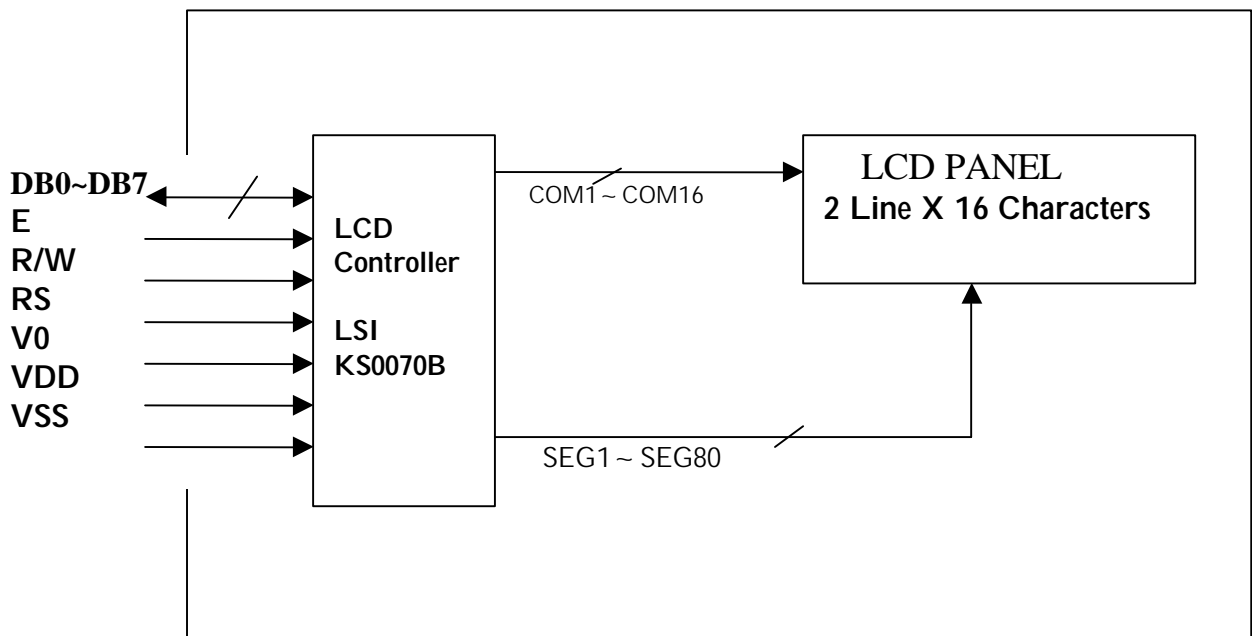 DB0~DB7
E
R/W
RS
V0
VDD
VSS
LCD
Controller
LSI
KS0070B
COM1~COM16
SEG1~SEG80
LCD PANEL
2 Line X 16 Characters